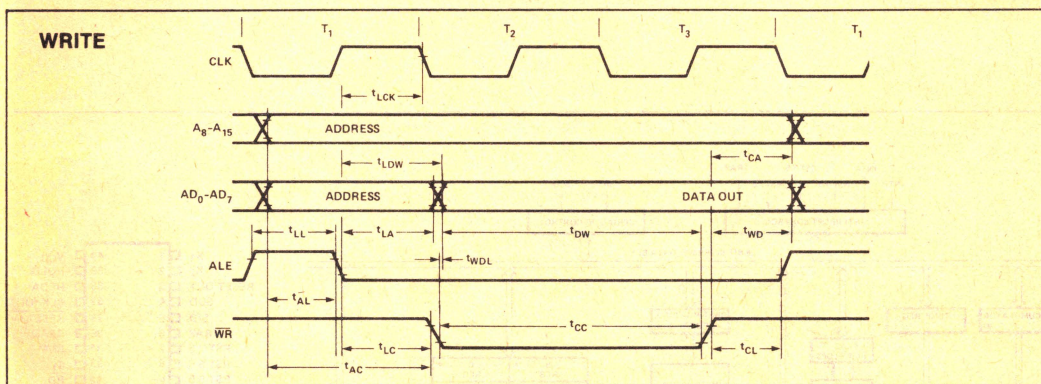 WRITE
T1 T2 T3 T1
CLK
tLCK
A8-A15 ADDRESS
tLDW tCA
AD0-AD7 ADDRESS DATA OUT
tLL tLA tDW tWD
ALE tWDL
tAL
WR tCC
tLC tCL
tAC